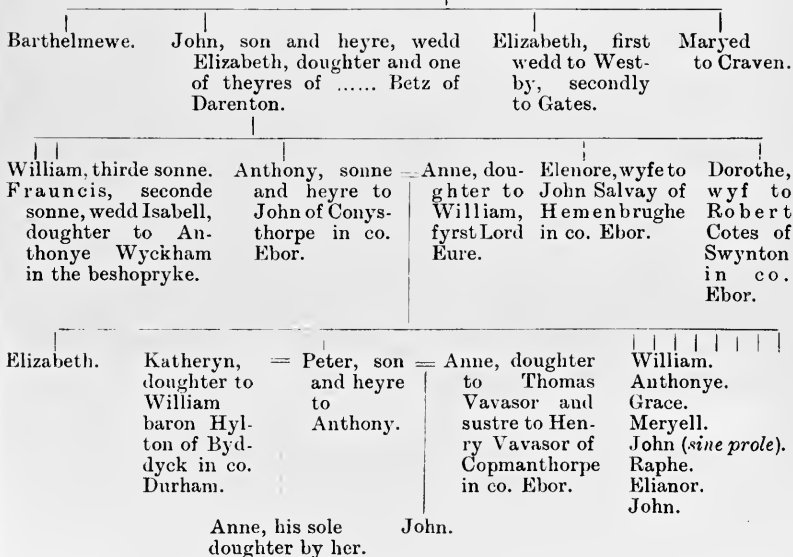 Barthelmewe.
John, son and heyre, wedd
Elizabeth, doughter and one
of theyres of ...... Betz of
Darenton.
Elizabeth, first
wedd to West-
by, secondly
to Gates.
Maryed
to Craven.
William, thirde sonne.
Frauncis, seconde
sonne, wedd Isabell,
doughter to An-
thonye Wyckham
in the beshopryke.
Anthony, sonne
and heyre to
John of Conys-
thorpe in co.
Ebor.
=
Anne, dou-
ghter to
William,
fyrst Lord
Eure.
Elenore, wyfe to
John Salvay of
Hemenbrughe
in co. Ebor.
Dorothe,
wyf to
Robert
Cotes of
Swynton
in co.
Ebor.
Elizabeth.
Katheryn,
doughter to
William
baron Hyl-
ton of Byd-
dyck in co.
Durham.
=
Peter, son
and heyre
to
Anthony.
=
Anne, doughter
to Thomas
Vavasor and
sustre to Hen-
ry Vavasor of
Copmanthorpe
in co. Ebor.
William.
Anthonye.
Grace.
Meryell.
John (sine prole).
Raphe.
Elianor.
John.
Anne, his sole
doughter by her.
John.